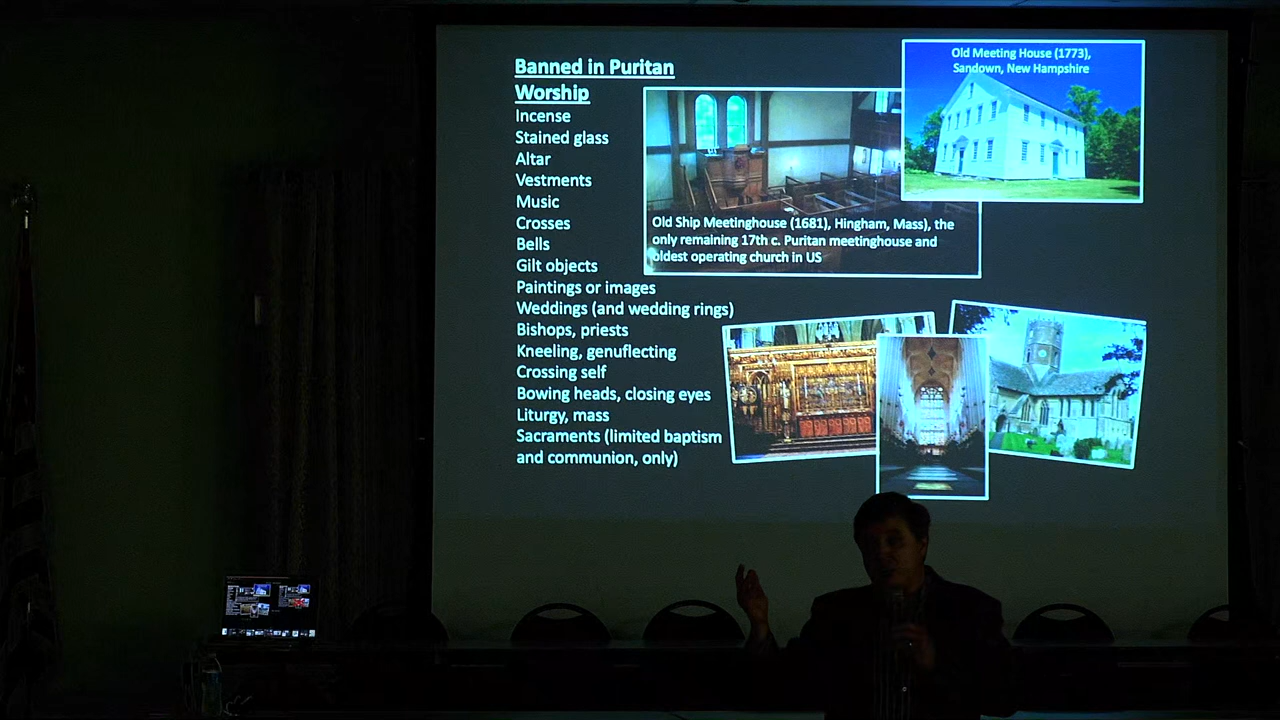 Banned in Puritan
Worship
Incense
Stained glass
Altar
Vestments
Music
Crosses
Bells
Gilt objects
Paintings or images
Weddings (and wedding rings)
Bishops, priests
Kneeling, genuflecting
Crossing self
Bowing heads, closing eyes
Liturgy, mass
Sacraments (limited baptism
and communion, only)
Old Meeting House (1773),
Sandown, New Hampshire
Old Ship Meetinghouse (1681), Hingham, Mass), the
only remaining 17th c. Puritan meetinghouse and
oldest operating church in US